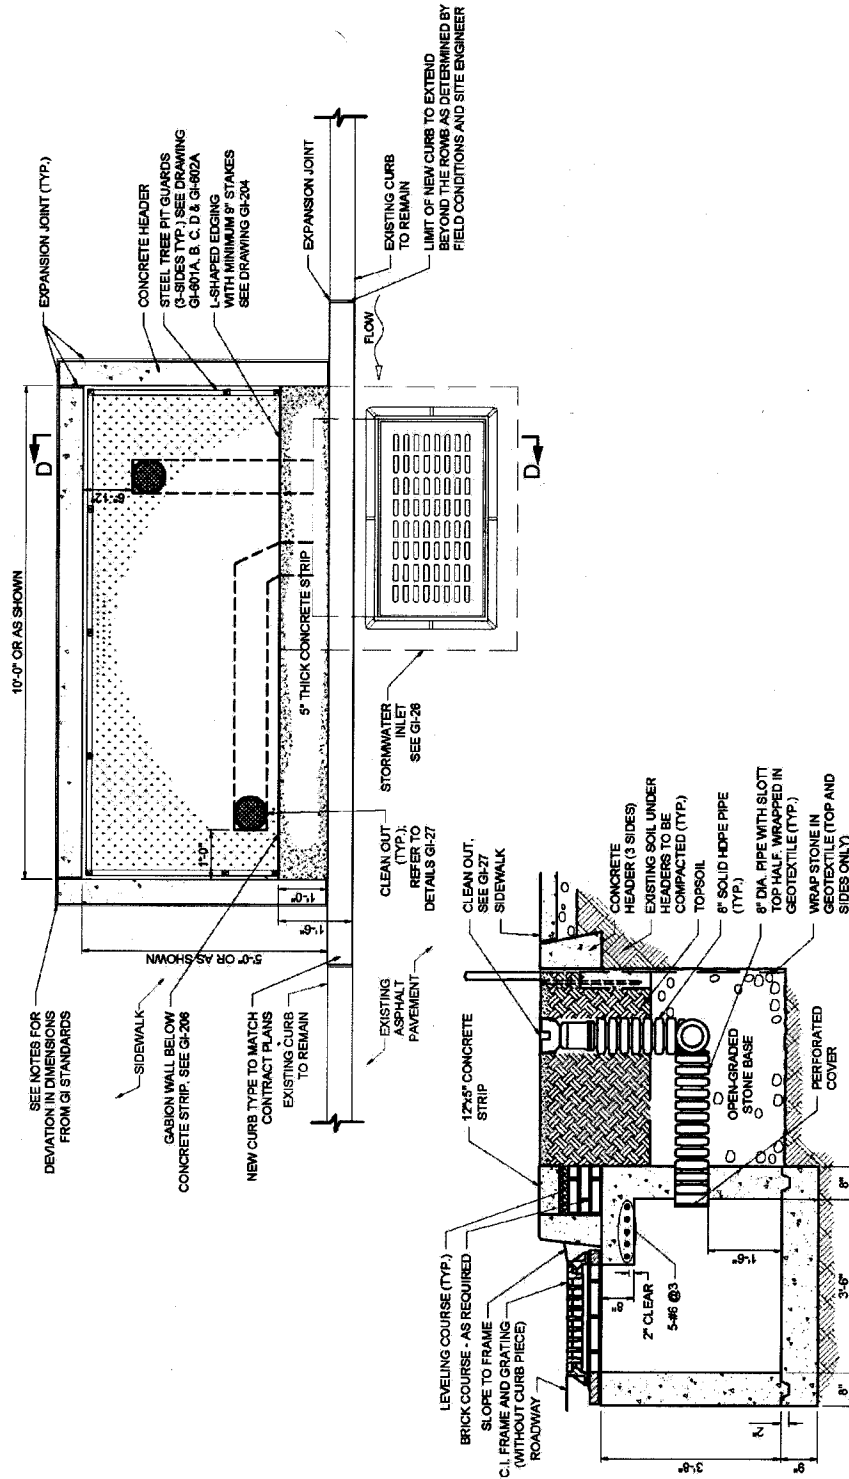 10'-0" OR AS SHOWN
SEE NOTES FOR
DEVIATION IN DIMENSIONS
FROM GI STANDARDS
SIDEWALK
GABION WALL BELOW
CONCRETE STRIP, SEE GI-206
NEW CURB TYPE TO MATCH
CONTRACT PLANS
EXISTING CURB
TO REMAIN
EXISTING
ASPHALT
PAVEMENT
5'-0" OR AS SHOWN
1'-0"
1'-6"
1'-0"
6"-12"
D
D
5" THICK CONCRETE STRIP
CLEAN OUT
(TYP.);
REFER TO
DETAILS GI-27
STORMWATER
INLET
SEE GI-26
EXPANSION JOINT (TYP.)
CONCRETE HEADER
STEEL TREE PIT GUARDS
(3-SIDES TYP.) SEE DRAWING
GI-601A, B, C, D & GI-602A
L-SHAPED EDGING
WITH MINIMUM 9" STAKES
SEE DRAWING GI-204
EXPANSION JOINT
EXISTING CURB
TO REMAIN
LIMIT OF NEW CURB TO EXTEND
BEYOND THE ROWB AS DETERMINED BY
FIELD CONDITIONS AND SITE ENGINEER
FLOW
LEVELING COURSE (TYP.)
BRICK COURSE - AS REQUIRED
SLOPE TO FRAME
C.I. FRAME AND GRATING
(WITHOUT CURB PIECE)
ROADWAY
12"x5" CONCRETE
STRIP
CLEAN OUT,
SEE GI-27
SIDEWALK
CONCRETE
HEADER (3 SIDES)
EXISTING SOIL UNDER
HEADERS TO BE
COMPACTED (TYP.)
TOPSOIL
8" SOLID HDPE PIPE
(TYP.)
8" DIA. PIPE WITH SLOTT
TOP HALF. WRAPPED IN
GEOTEXTILE (TYP.)
WRAP STONE IN
GEOTEXTILE (TOP AND
SIDES ONLY)
OPEN-GRADED
STONE BASE
PERFORATED
COVER
8"
2" CLEAR
5-#6 @3
1'-6"
3'-8"
9"
2"
8"
3'-6"
8"